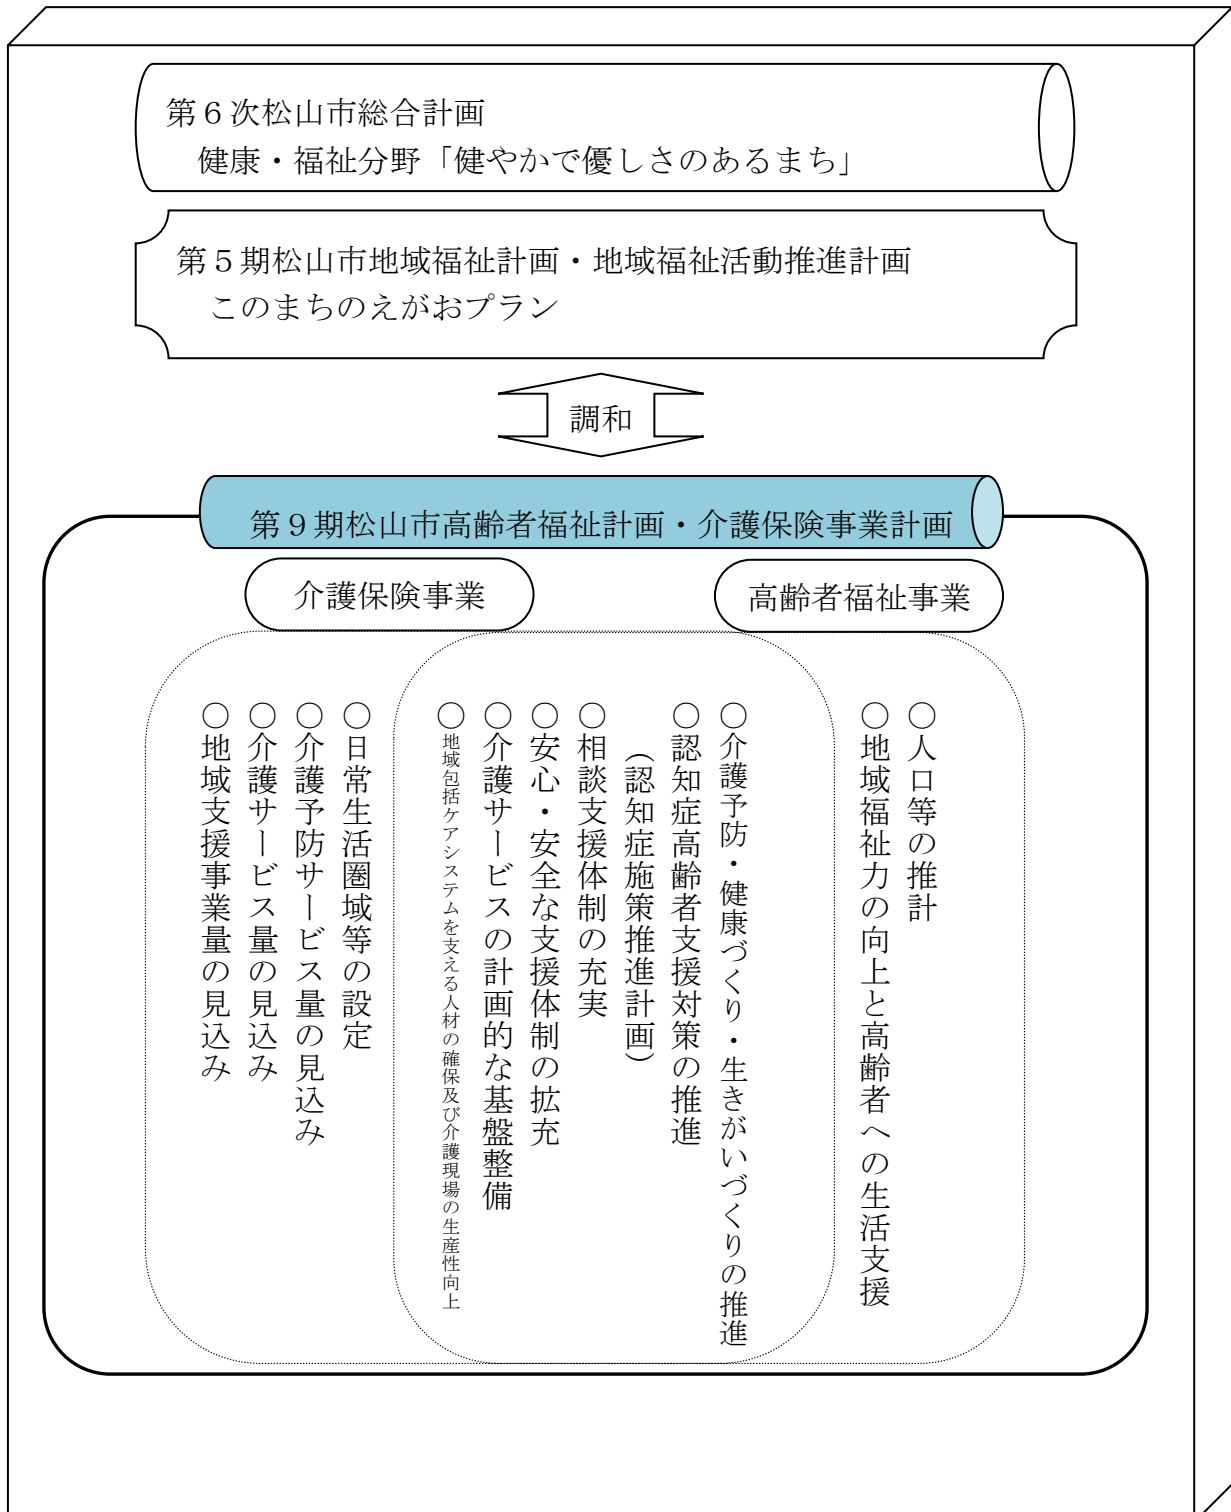 第６次松山市総合計画
健康・福祉分野「健やかで優しさのあるまち」
第５期松山市地域福祉計画・地域福祉活動推進計画
このまちのえがおプラン
調和
第９期松山市高齢者福祉計画・介護保険事業計画
介護保険事業
高齢者福祉事業
○人口等の推計
○地域福祉力の向上と高齢者への生活支援
○介護予防・健康づくり・生きがいづくりの推進
○認知症高齢者支援対策の推進
（認知症施策推進計画）
○相談支援体制の充実
○安心・安全な支援体制の拡充
○介護サービスの計画的な基盤整備
○地域包括ケアシステムを支える人材の確保及び介護現場の生産性向上
○日常生活圏域等の設定
○介護予防サービス量の見込み
○介護サービス量の見込み
○地域支援事業量の見込み